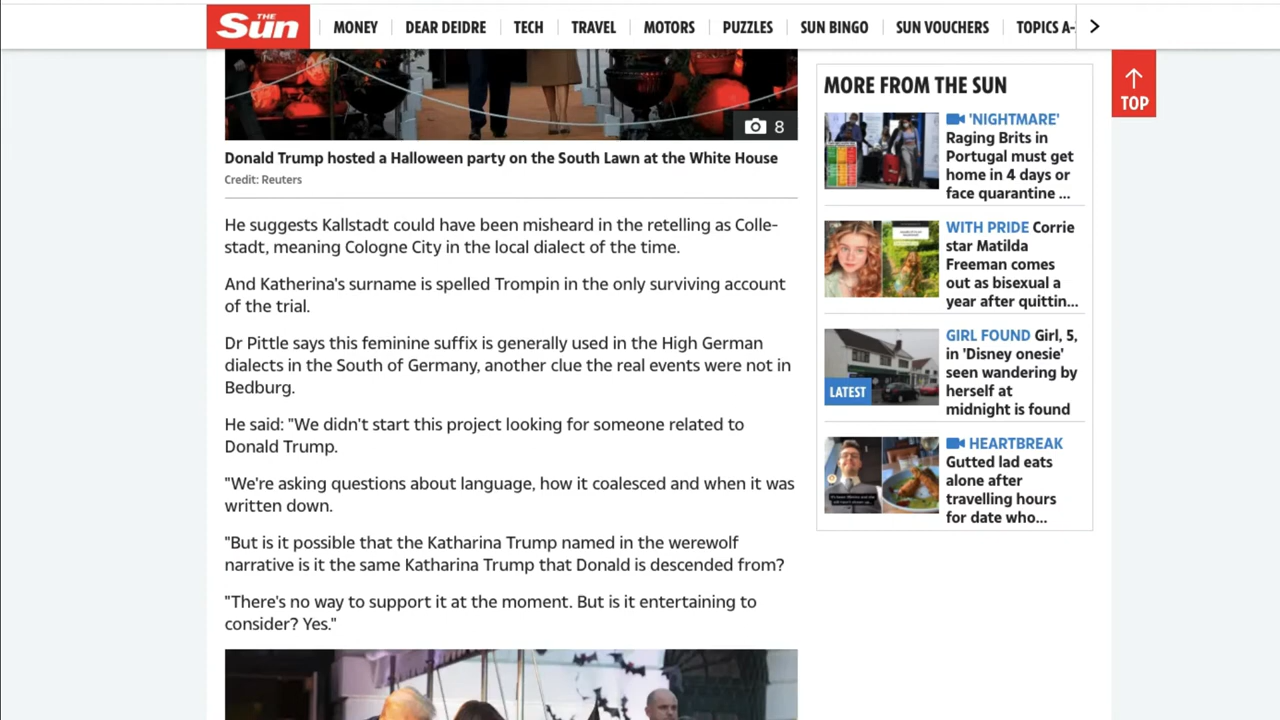 THE
Sun
MONEY
DEAR DEIDRE
TECH
TRAVEL
MOTORS
PUZZLES
SUN BINGO
SUN VOUCHERS
TOPICS A-
TOP
8
Donald Trump hosted a Halloween party on the South Lawn at the White House
Credit: Reuters
He suggests Kallstadt could have been misheard in the retelling as Colle-
stadt, meaning Cologne City in the local dialect of the time.
And Katherina's surname is spelled Trompin in the only surviving account
of the trial.
Dr Pittle says this feminine suffix is generally used in the High German
dialects in the South of Germany, another clue the real events were not in
Bedburg.
He said: "We didn't start this project looking for someone related to
Donald Trump.
"We're asking questions about language, how it coalesced and when it was
written down.
"But is it possible that the Katharina Trump named in the werewolf
narrative is it the same Katharina Trump that Donald is descended from?
"There's no way to support it at the moment. But is it entertaining to
consider? Yes."
MORE FROM THE SUN
'NIGHTMARE'
Raging Brits in
Portugal must get
home in 4 days or
face quarantine ...
WITH PRIDE Corrie
star Matilda
Freeman comes
out as bisexual a
year after quittin...
LATEST
GIRL FOUND Girl, 5,
in 'Disney onesie'
seen wandering by
herself at
midnight is found
HEARTBREAK
Gutted lad eats
alone after
travelling hours
for date who...